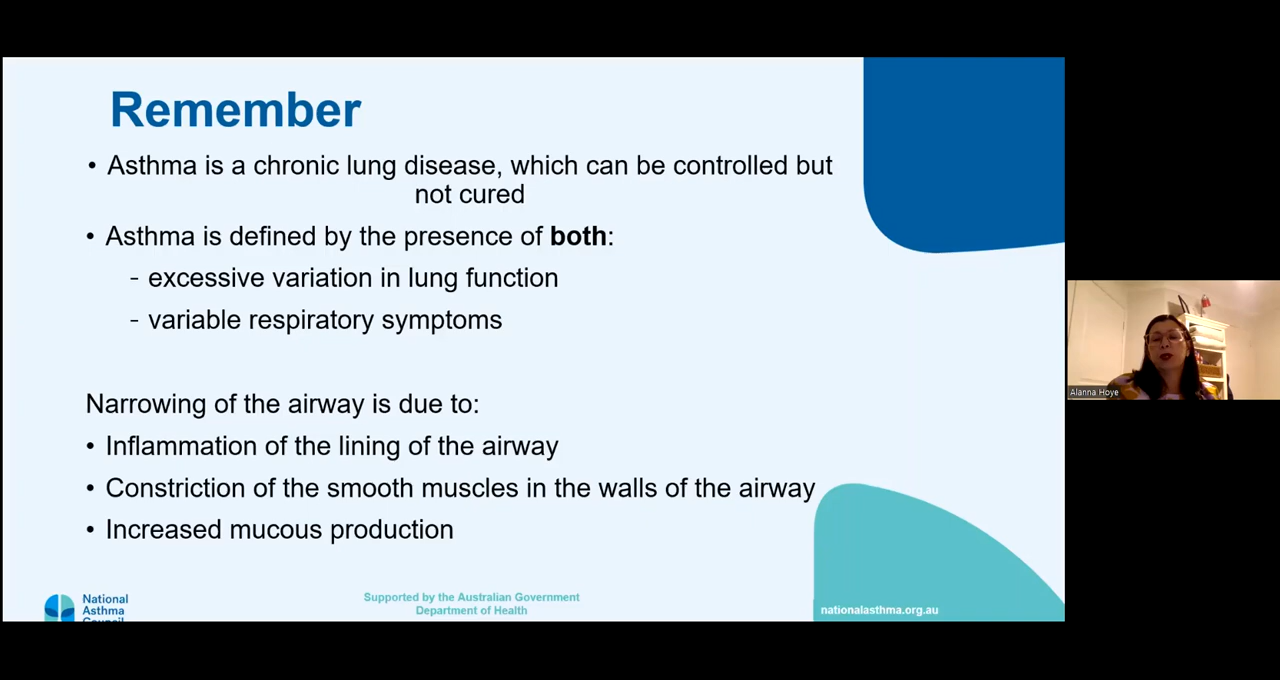 Remember
• Asthma is a chronic lung disease, which can be controlled but
not cured
• Asthma is defined by the presence of both:
- excessive variation in lung function
- variable respiratory symptoms
Narrowing of the airway is due to:
• Inflammation of the lining of the airway
• Constriction of the smooth muscles in the walls of the airway
• Increased mucous production
National
Asthma
Council
Supported by the Australian Government
Department of Health
nationalasthma.org.au
Alanna Hoye